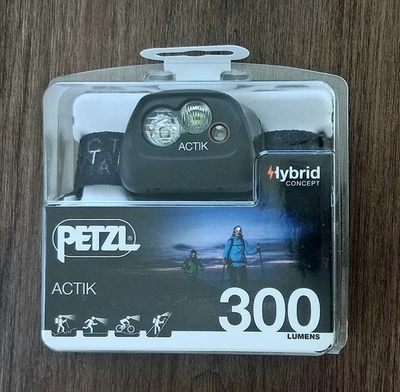 ACTIK
Hybrid
CONCEPT
PETZL
ACTIK
300
LUMENS